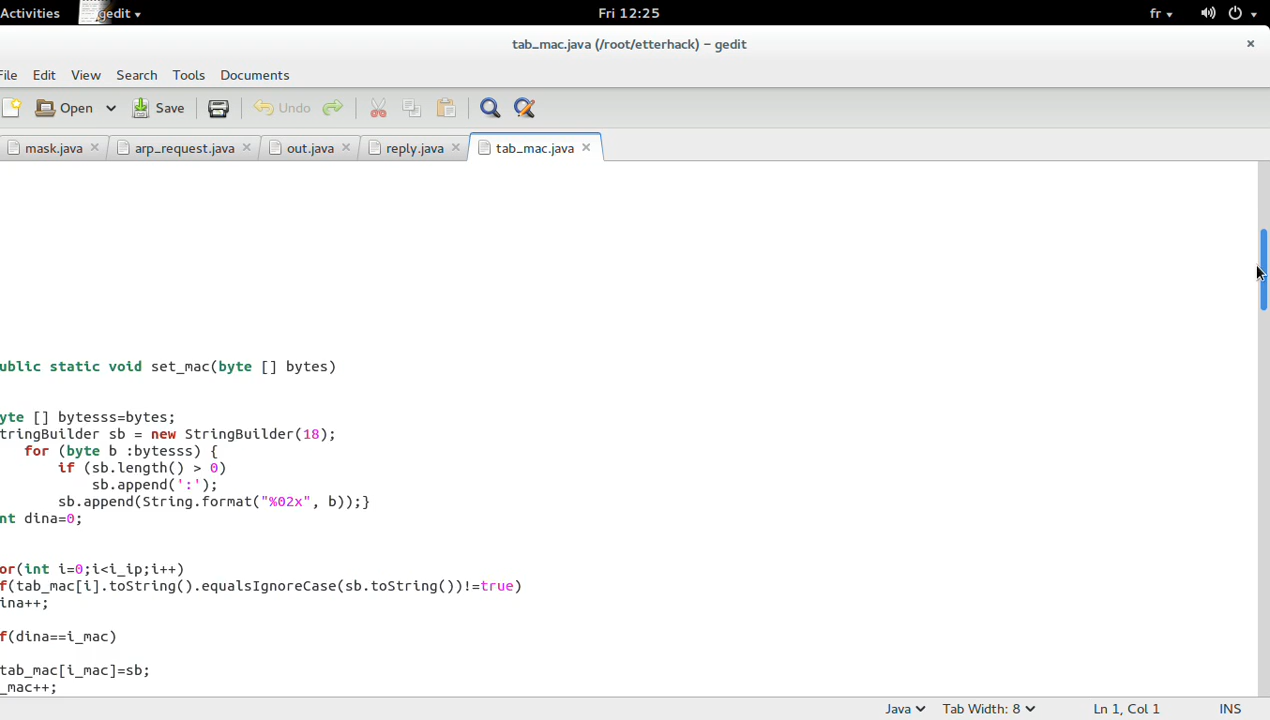 Activities gedit Fri 12:25 fr
tab_mac.java (/root/etterhack) – gedit
File Edit View Search Tools Documents
Open Save Undo
mask.java arp_request.java out.java reply.java tab_mac.java
ublic static void set_mac(byte [] bytes)
yte [] bytesss=bytes;
tringBuilder sb = new StringBuilder(18);
for (byte b :bytesss) {
if (sb.length() > 0)
sb.append(':');
sb.append(String.format("%02x", b));}
nt dina=0;
or(int i=0;i<i_ip;i++)
f(tab_mac[i].toString().equalsIgnoreCase(sb.toString())!=true)
ina++;
f(dina==i_mac)
tab_mac[i_mac]=sb;
_mac++;
Java Tab Width: 8 Ln 1, Col 1 INS